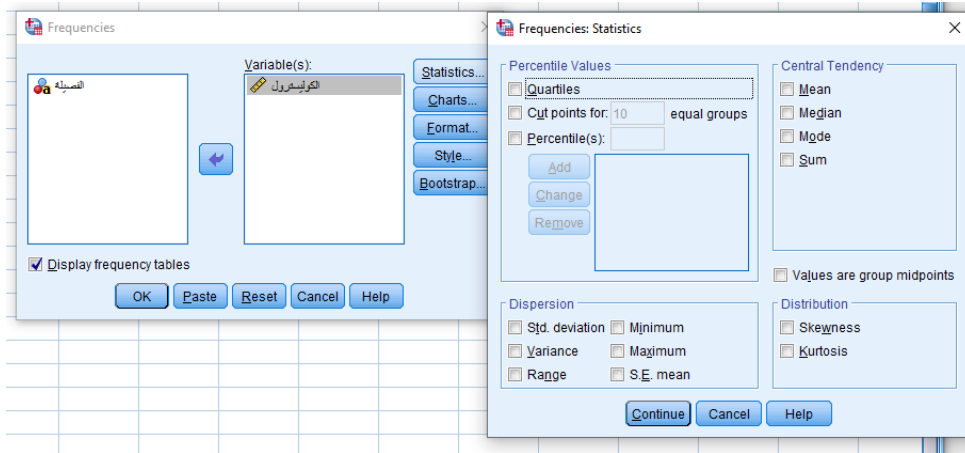 Frequencies
Variable(s):
الفصيلة
الكوليسترول
Statistics...
Charts...
Format...
Style...
Bootstrap...
Display frequency tables
OK Paste Reset Cancel Help
Frequencies: Statistics
Percentile Values
Quartiles
Cut points for: 10 equal groups
Percentile(s):
Add
Change
Remove
Central Tendency
Mean
Median
Mode
Sum
Values are group midpoints
Dispersion
Std. deviation Minimum
Variance Maximum
Range S.E. mean
Distribution
Skewness
Kurtosis
Continue Cancel Help